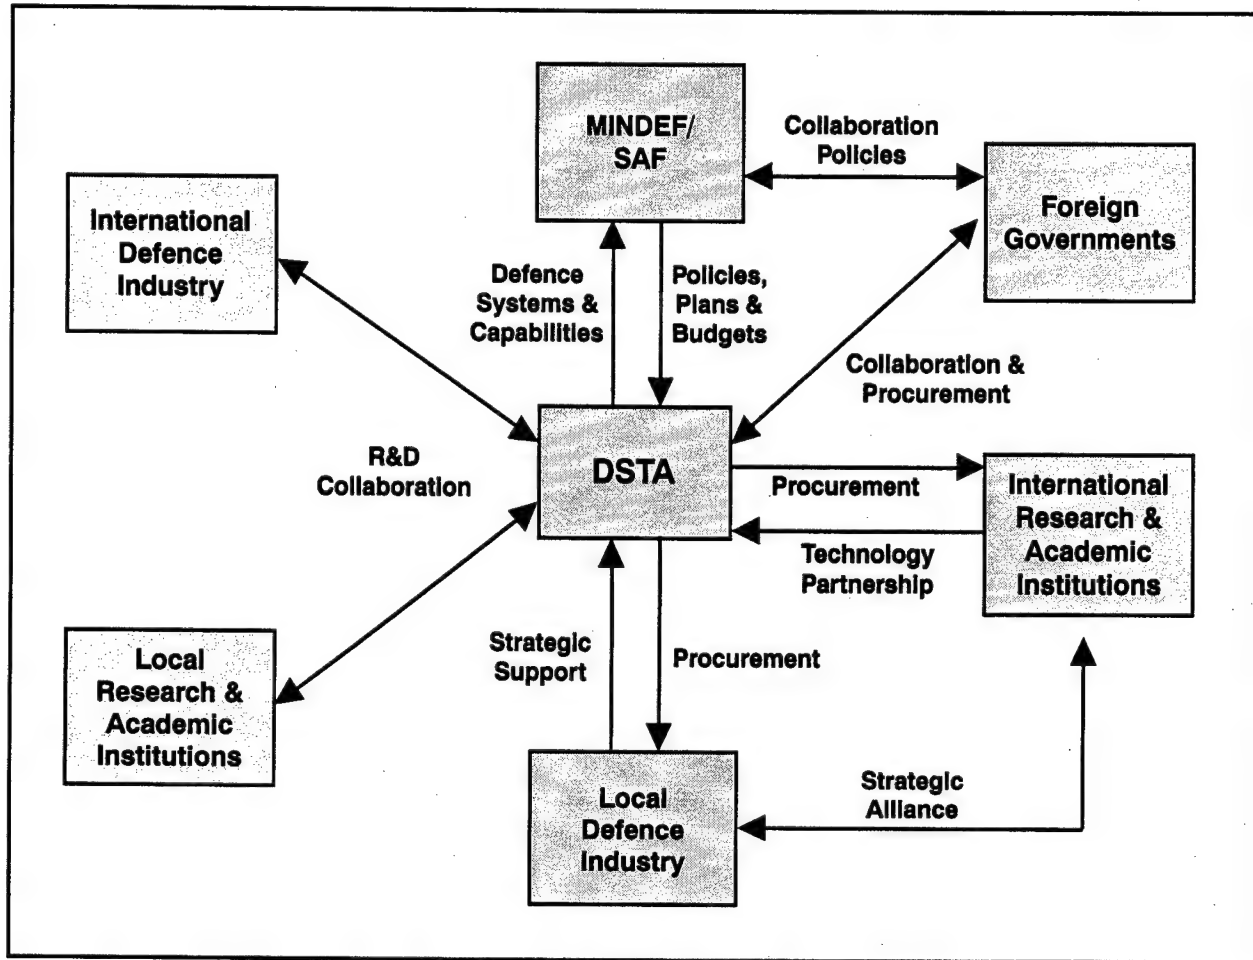 MINDEF/
SAF
Collaboration
Policies
Foreign
Governments
International
Defence
Industry
Defence
Systems &
Capabilities
Policies,
Plans &
Budgets
Collaboration &
Procurement
R&D
Collaboration
DSTA
Procurement
Technology
Partnership
International
Research &
Academic
Institutions
Local
Research &
Academic
Institutions
Strategic
Support
Procurement
Local
Defence
Industry
Strategic
Alliance